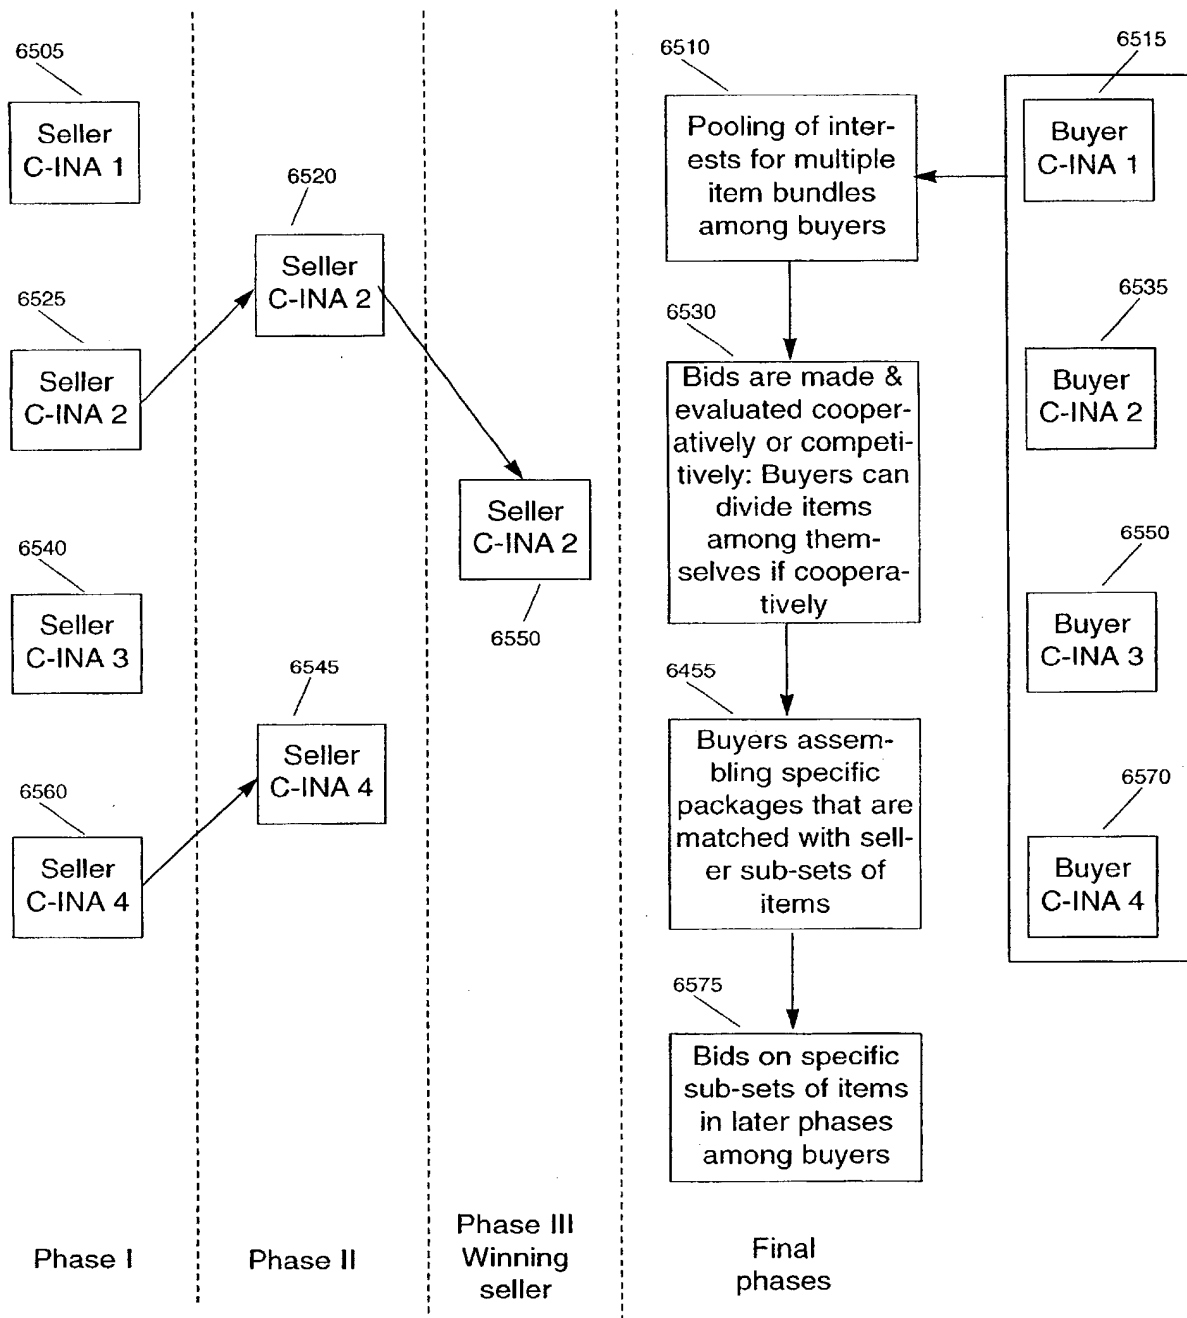 6505
Seller
C-INA 1
6525
Seller
C-INA 2
6540
Seller
C-INA 3
6560
Seller
C-INA 4
Phase I
6520
Seller
C-INA 2
6545
Seller
C-INA 4
Phase II
Seller
C-INA 2
6550
Phase III
Winning
seller
6510
Pooling of inter-
ests for multiple
item bundles
among buyers
6530
Bids are made &
evaluated cooper-
atively or competi-
tively: Buyers can
divide items
among them-
selves if coopera-
tively
6455
Buyers assem-
bling specific
packages that are
matched with sell-
er sub-sets of
items
6575
Bids on specific
sub-sets of items
in later phases
among buyers
Final
phases
6515
Buyer
C-INA 1
6535
Buyer
C-INA 2
6550
Buyer
C-INA 3
6570
Buyer
C-INA 4